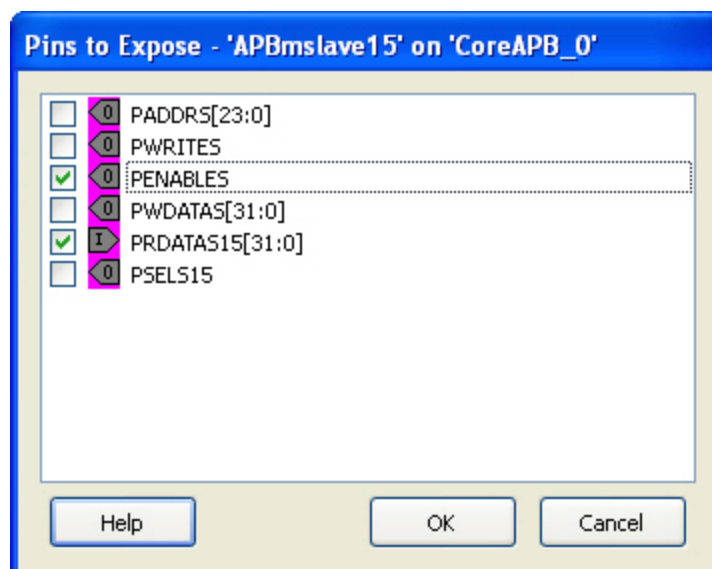 Pins to Expose - 'APBmslave15' on 'CoreAPB_0'
O PADDRS[23:0]
O PWRITES
O PENABLES
O PWDATAS[31:0]
I PRDATAS15[31:0]
O PSELS15
Help OK Cancel